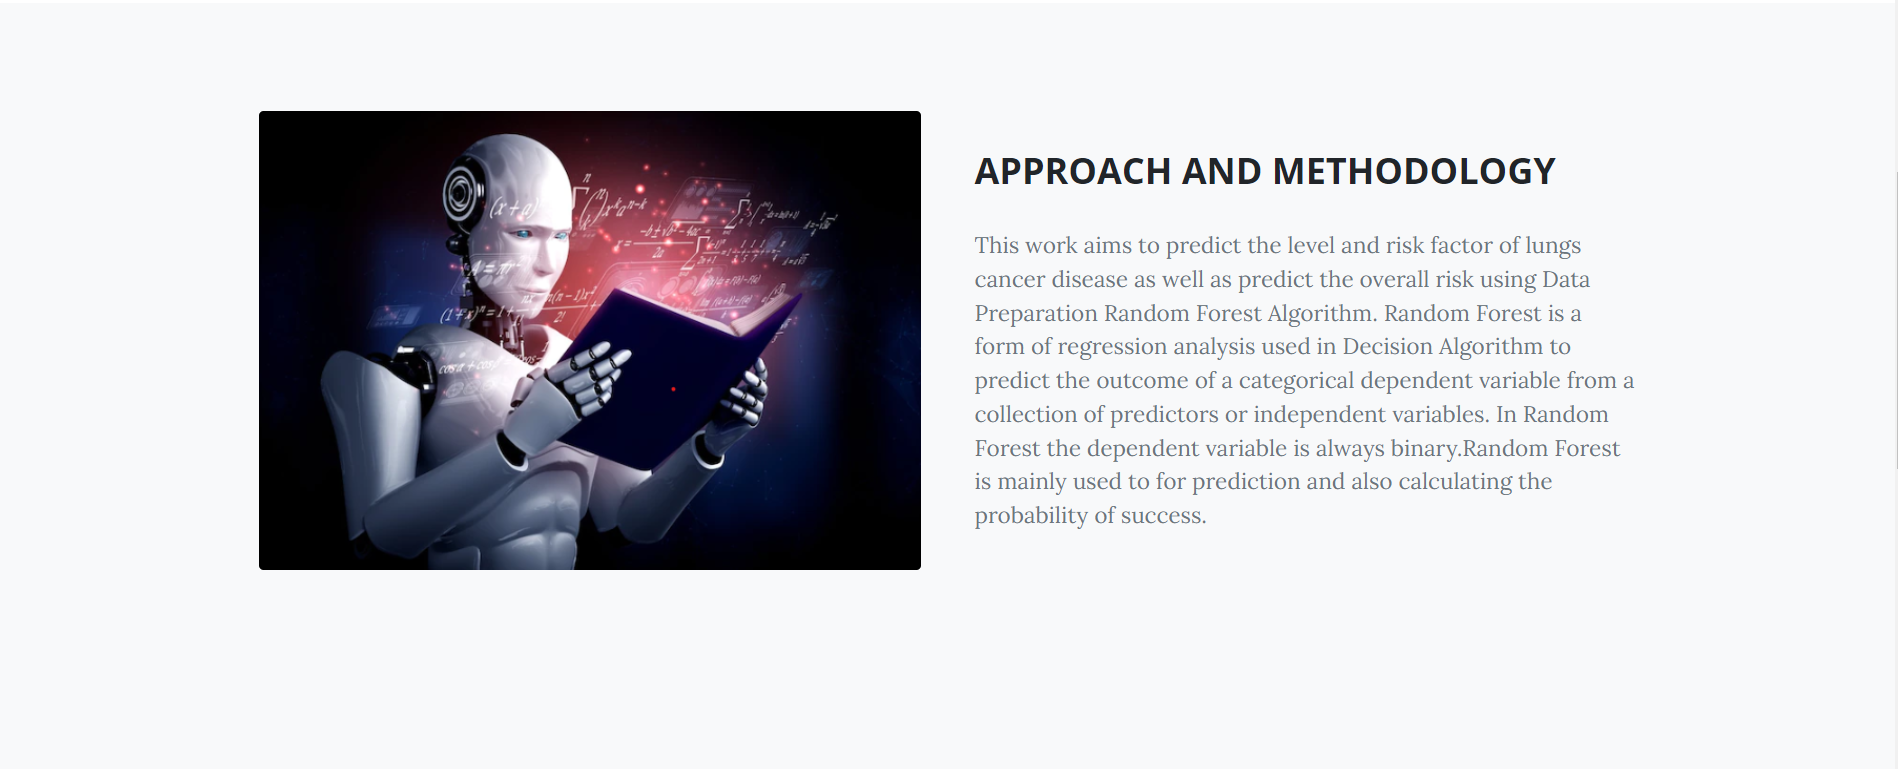 APPROACH AND METHODOLOGY
This work aims to predict the level and risk factor of lungs
cancer disease as well as predict the overall risk using Data
Preparation Random Forest Algorithm. Random Forest is a
form of regression analysis used in Decision Algorithm to
predict the outcome of a categorical dependent variable from a
collection of predictors or independent variables. In Random
Forest the dependent variable is always binary.Random Forest
is mainly used to for prediction and also calculating the
probability of success.